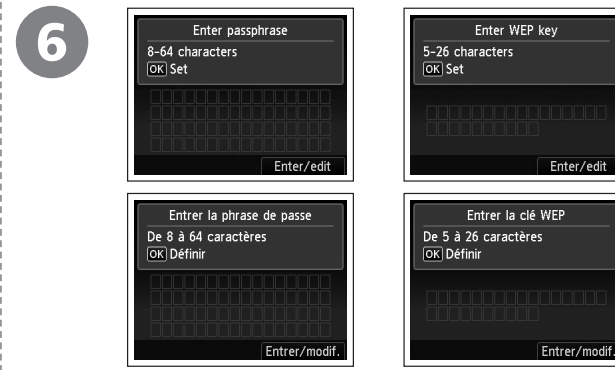 6
Enter passphrase
8-64 characters
OK Set
Enter/edit
Enter WEP key
5-26 characters
OK Set
Enter/edit
Entrer la phrase de passe
De 8 à 64 caractères
OK Définir
Entrer/modif.
Entrer la clé WEP
De 5 à 26 caractères
OK Définir
Entrer/modif.